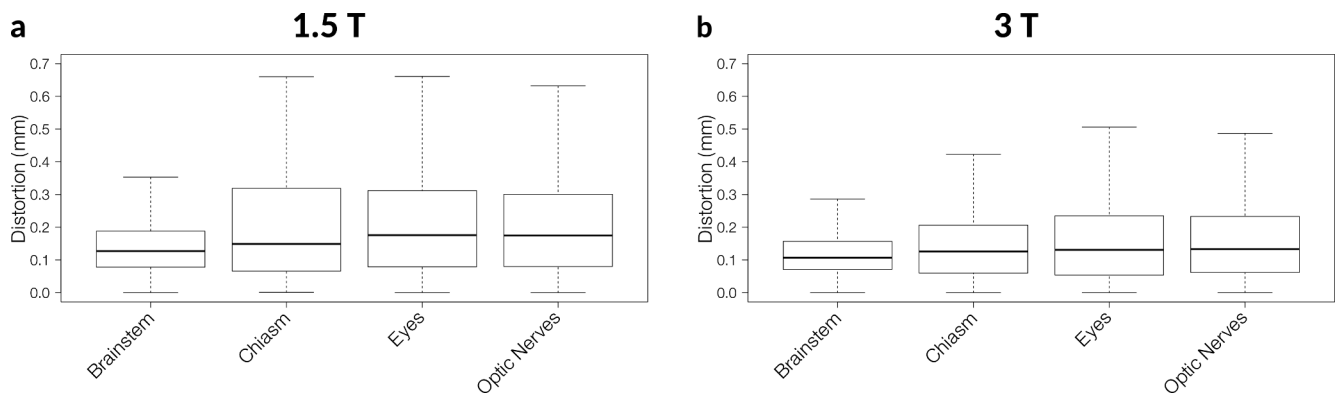 a
1.5 T
Distortion (mm)
0.7
0.6
0.5
0.4
0.3
0.2
0.1
0.0
Brainstem
Chiasm
Eyes
Optic Nerves
b
3 T
Distortion (mm)
0.7
0.6
0.5
0.4
0.3
0.2
0.1
0.0
Brainstem
Chiasm
Eyes
Optic Nerves